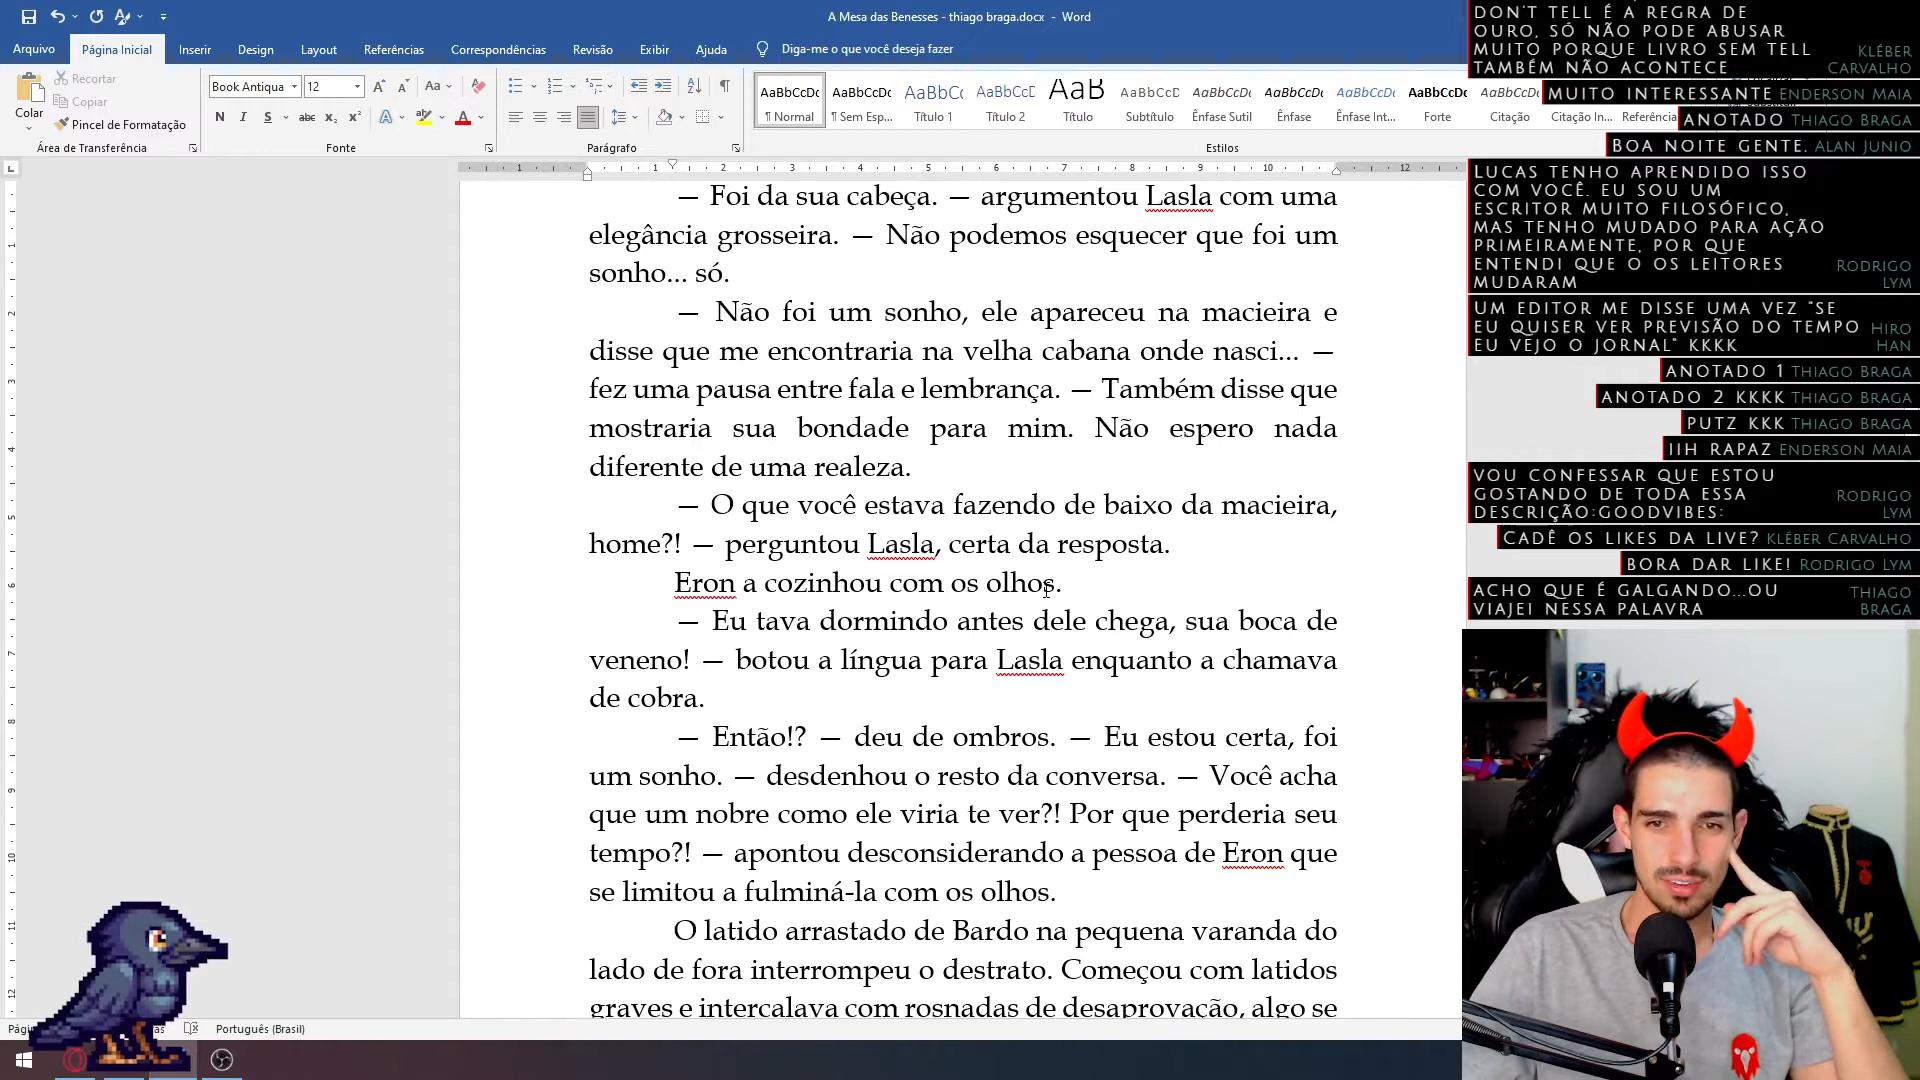 A Mesa das Benesses - thiago braga.docx - Word
Arquivo
Página Inicial
Inserir
Design
Layout
Referências
Correspondências
Revisão
Exibir
Ajuda
Diga-me o que você deseja fazer
Colar
Recortar
Copiar
Pincel de Formatação
Área de Transferência
Book Antiqua
12
Fonte
Parágrafo
AaBbCcDc
¶ Normal
AaBbCcDc
¶ Sem Esp...
AaBbCc
Título 1
AaBbCcD
Título 2
AaB
Título
AaBbCcD
Subtítulo
AaBbCcDc
Ênfase Sutil
AaBbCcDc
Ênfase
AaBbCcDc
Ênfase Int...
AaBbCcDc
Forte
AaBbCcDc
Citação
Citação In...
Referência
Estilos
— Foi da sua cabeça. — argumentou Lasla com uma
elegância grosseira. — Não podemos esquecer que foi um
sonho... só.
— Não foi um sonho, ele apareceu na macieira e
disse que me encontraria na velha cabana onde nasci... —
fez uma pausa entre fala e lembrança. — Também disse que
mostraria sua bondade para mim. Não espero nada
diferente de uma realeza.
— O que você estava fazendo de baixo da macieira,
home?! — perguntou Lasla, certa da resposta.
Eron a cozinhou com os olhos.
— Eu tava dormindo antes dele chega, sua boca de
veneno! — botou a língua para Lasla enquanto a chamava
de cobra.
— Então!? — deu de ombros. — Eu estou certa, foi
um sonho. — desdenhou o resto da conversa. — Você acha
que um nobre como ele viria te ver?! Por que perderia seu
tempo?! — apontou desconsiderando a pessoa de Eron que
se limitou a fulminá-la com os olhos.
O latido arrastado de Bardo na pequena varanda do
lado de fora interrompeu o destrato. Começou com latidos
graves e intercalava com rosnadas de desaprovação, algo se
Português (Brasil)
DON'T TELL É A REGRA DE
OURO, SÓ NÃO PODE ABUSAR
MUITO PORQUE LIVRO SEM TELL
TAMBÉM NÃO ACONTECE
KLÉBER
CARVALHO
MUITO INTERESSANTE ENDERSON MAIA
ANOTADO THIAGO BRAGA
BOA NOITE GENTE. ALAN JUNIO
LUCAS TENHO APRENDIDO ISSO
COM VOCÊ. EU SOU UM
ESCRITOR MUITO FILOSÓFICO,
MAS TENHO MUDADO PARA AÇÃO
PRIMEIRAMENTE, POR QUE
ENTENDI QUE O OS LEITORES
MUDARAM
RODRIGO
LYM
UM EDITOR ME DISSE UMA VEZ "SE
EU QUISER VER PREVISÃO DO TEMPO
EU VEJO O JORNAL" KKKK
HIRO
HAN
ANOTADO 1 THIAGO BRAGA
ANOTADO 2 KKKK THIAGO BRAGA
PUTZ KKK THIAGO BRAGA
IIH RAPAZ ENDERSON MAIA
VOU CONFESSAR QUE ESTOU
GOSTANDO DE TODA ESSA
DESCRIÇÃO:GOODVIBES:
RODRIGO
LYM
CADÊ OS LIKES DA LIVE? KLÉBER CARVALHO
BORA DAR LIKE! RODRIGO LYM
ACHO QUE É GALGANDO...OU
VIAJEI NESSA PALAVRA
THIAGO
BRAGA